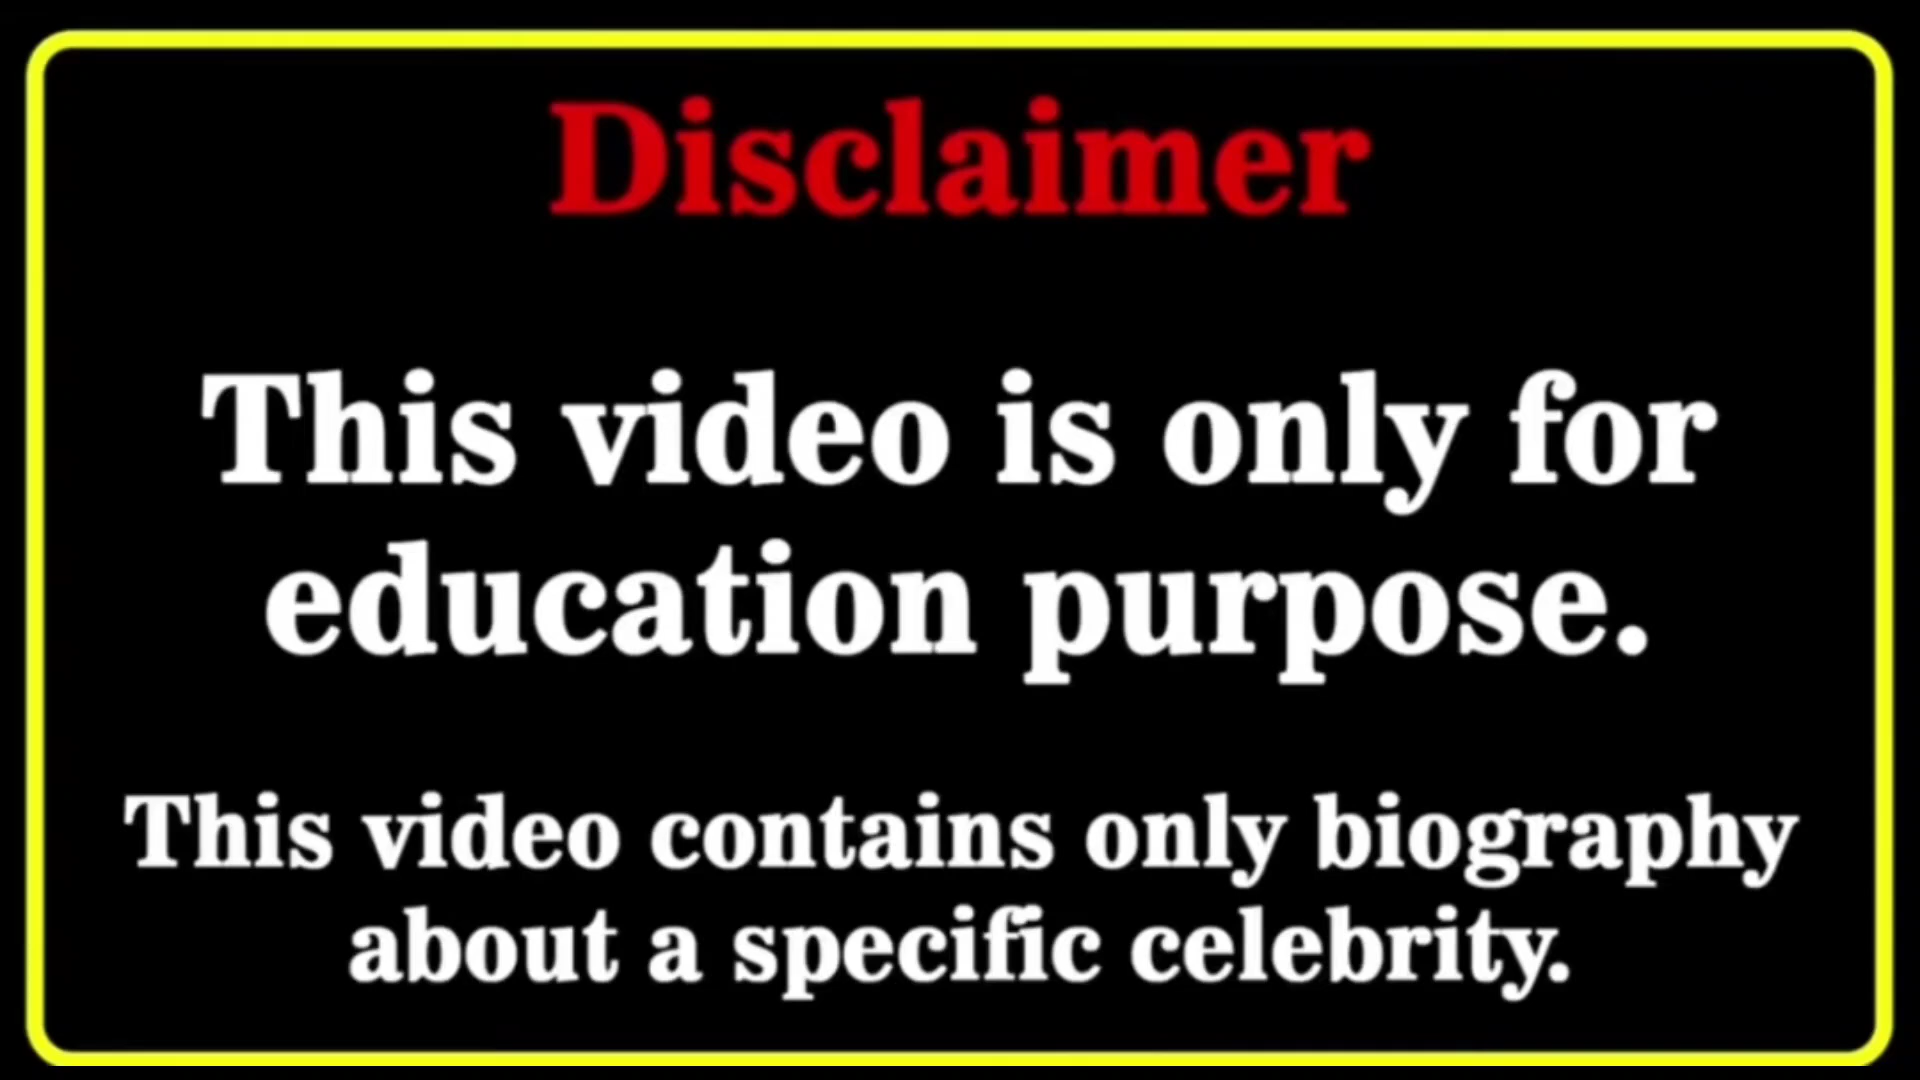 Disclaimer
This video is only for
education purpose.
This video contains only biography
about a specific celebrity.